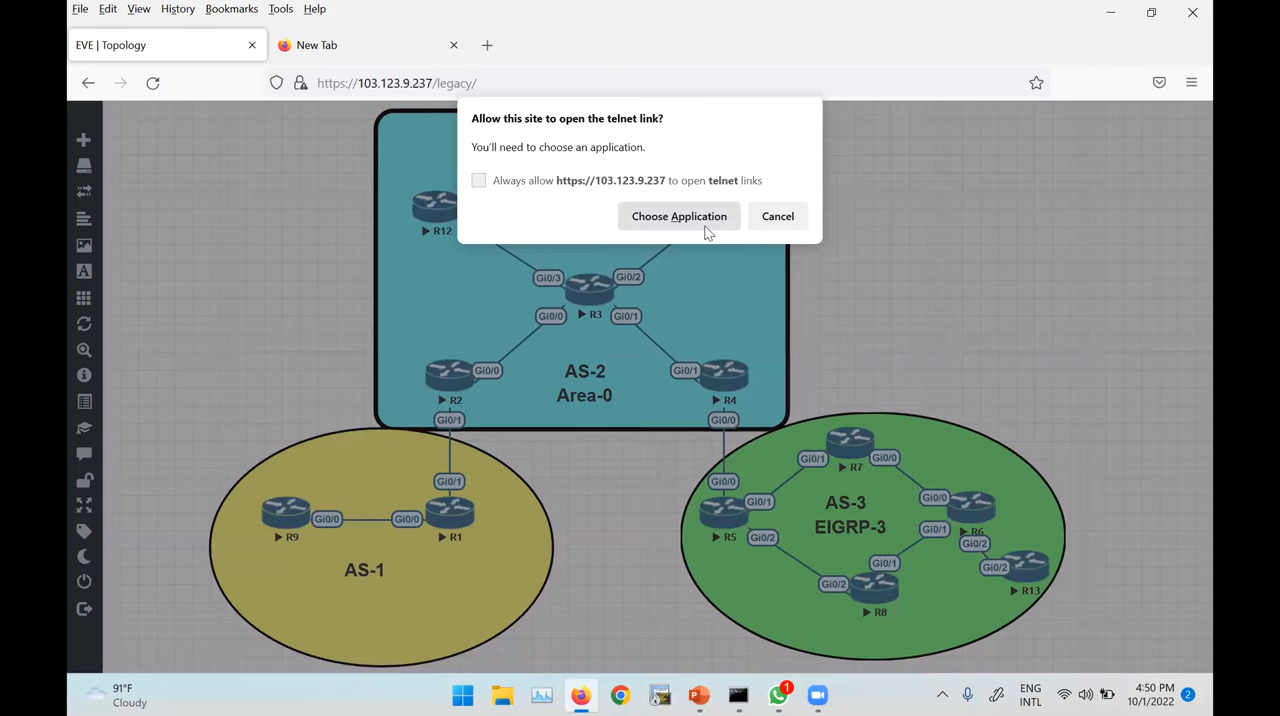 File Edit View History Bookmarks Tools Help
EVE | Topology
New Tab
https://103.123.9.237/legacy/
Allow this site to open the telnet link?
You'll need to choose an application.
Always allow https://103.123.9.237 to open telnet links
Choose Application Cancel
R12
Gi0/3 Gi0/2
R3
Gi0/0 Gi0/1
AS-2
Area-0
Gi0/0 Gi0/1
R2 R4
Gi0/1 Gi0/0
Gi0/1 Gi0/0
R9 Gi0/0 Gi0/0 R1
AS-1
Gi0/1 R7 Gi0/0
AS-3
EIGRP-3
Gi0/1 Gi0/0
R5 Gi0/2 Gi0/1 R6
Gi0/2
Gi0/2 Gi0/1 Gi0/2
R8 R13
91°F
Cloudy
1
ENG
INTL
4:50 PM
10/1/2022
2